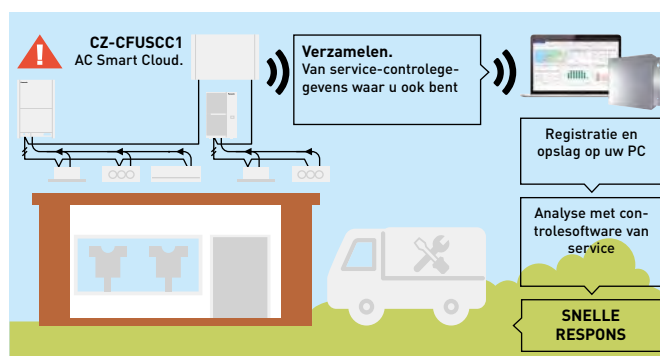 CZ-CFUSCC1
AC Smart Cloud.
Verzamelen.
Van service-controlege-
gevens waar u ook bent
Registratie en
opslag op uw PC
Analyse met con-
trolesoftware van
service
SNELLE
RESPONS